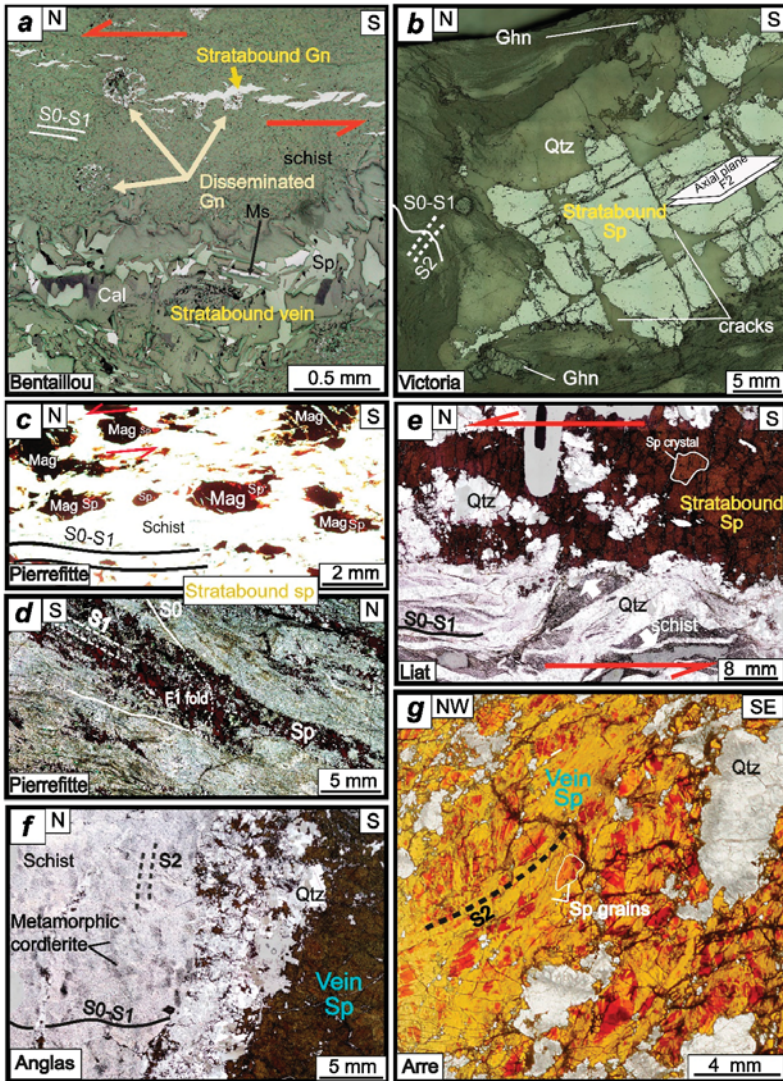 a
N
S
Stratabound Gn
S0-S1
schist
Disseminated
Gn
Ms
Sp
Cal
Stratabound vein
Bentaillou
0.5 mm
b
N
S
Ghn
Qtz
Axial plane
F2
S0-S1
Stratabound
Sp
S2
cracks
Ghn
Victoria
5 mm
c
N
S
Mag
Sp
Mag
Mag
Mag
Sp
Sp
Mag
Sp
Mag
Sp
Schist
S0-S1
Pierrefitte
2 mm
Stratabound sp
d
S
N
S1
S0
F1 fold
Sp
Pierrefitte
5 mm
e
N
S
Sp crystal
Qtz
Stratabound
Sp
Qtz
S0-S1
schist
Liat
8 mm
f
N
S
Schist
S2
Qtz
Metamorphic
cordierite
Vein
Sp
S0-S1
Anglas
5 mm
g
NW
SE
Vein
Sp
Qtz
S2
Sp grains
Arre
4 mm